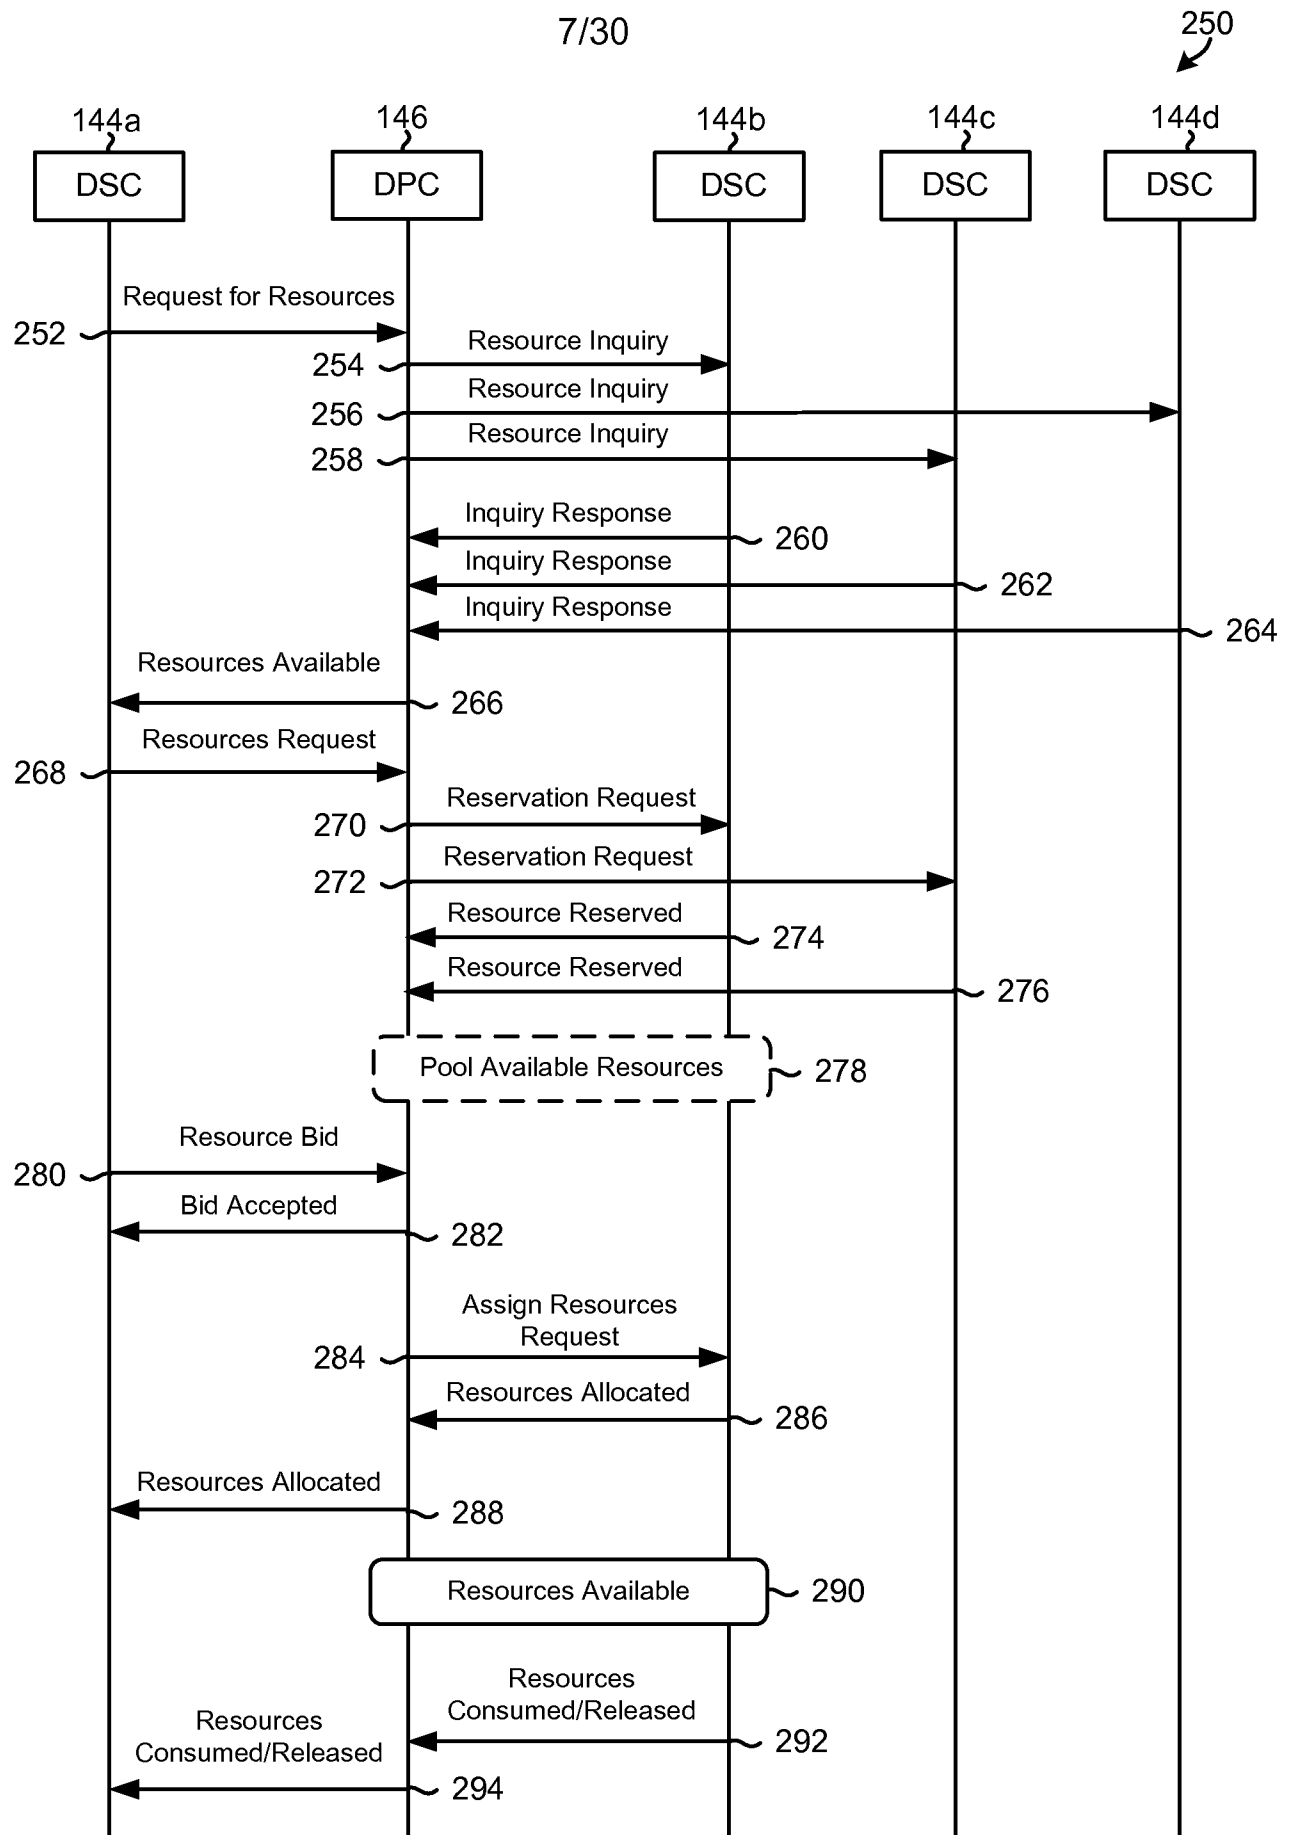 7/30
250
144a
146
144b
144c
144d
DSC
DPC
DSC
DSC
DSC
Request for Resources
252
Resource Inquiry
254
Resource Inquiry
256
Resource Inquiry
258
Inquiry Response
260
Inquiry Response
262
Inquiry Response
264
Resources Available
266
Resources Request
268
Reservation Request
270
Reservation Request
272
Resource Reserved
274
Resource Reserved
276
Pool Available Resources
278
Resource Bid
280
Bid Accepted
282
Assign Resources
Request
284
Resources Allocated
286
Resources Allocated
288
Resources Available
290
Resources
Consumed/Released
292
Resources
Consumed/Released
294